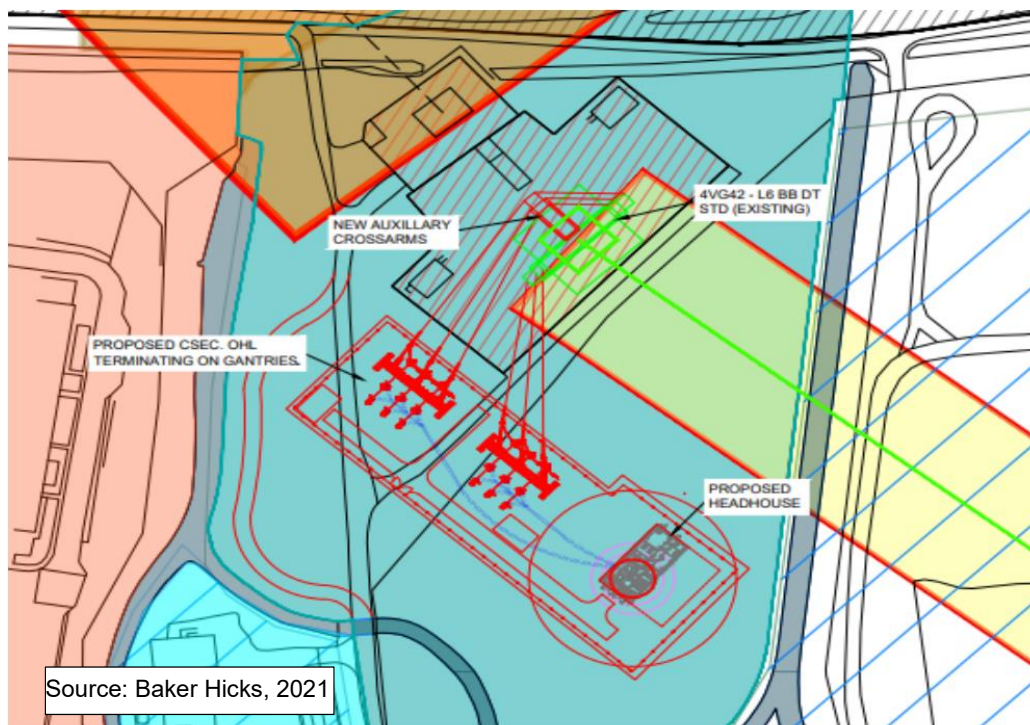 4VG42 - L6 BB DT
STD (EXISTING)
NEW AUXILLARY
CROSSARMS
PROPOSED CSEC. OHL
TERMINATING ON GANTRIES.
PROPOSED
HEADHOUSE
Source: Baker Hicks, 2021